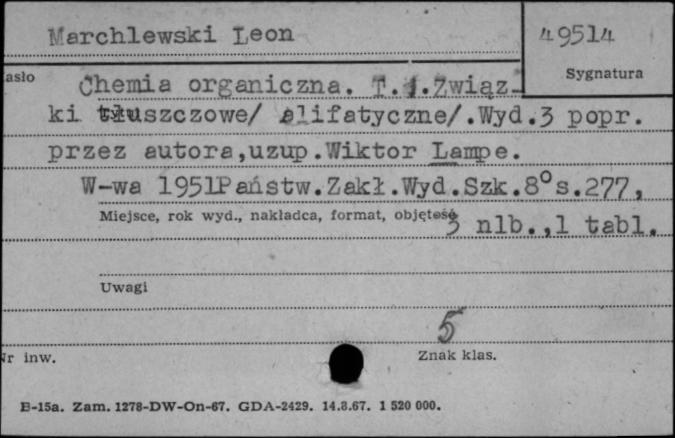 Marchlewski Leon
49514
Sygnatura
asło
Chemia organiczna. T.1.Związ-
ki tłuszczowe/ alifatyczne/.Wyd.3 popr.
przez autora,uzup.Wiktor Lampe.
W-wa 1951Państw.Zakł.Wyd.Szk.8°s.277,
Miejsce, rok wyd., nakładca, format, objętość
3 nlb.,1 tabl.
Uwagi
5
Nr inw.
Znak klas.
B-15a. Zam. 1278-DW-On-67. GDA-2429. 14.8.67. 1 520 000.